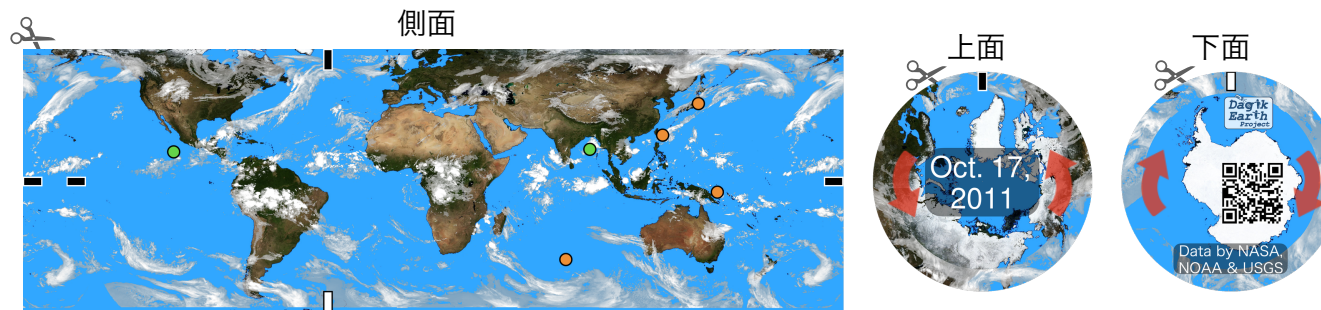 側面
上面
下面
Oct. 17,
2011
Dagik
Earth
Project
Data by NASA,
NOAA & USGS